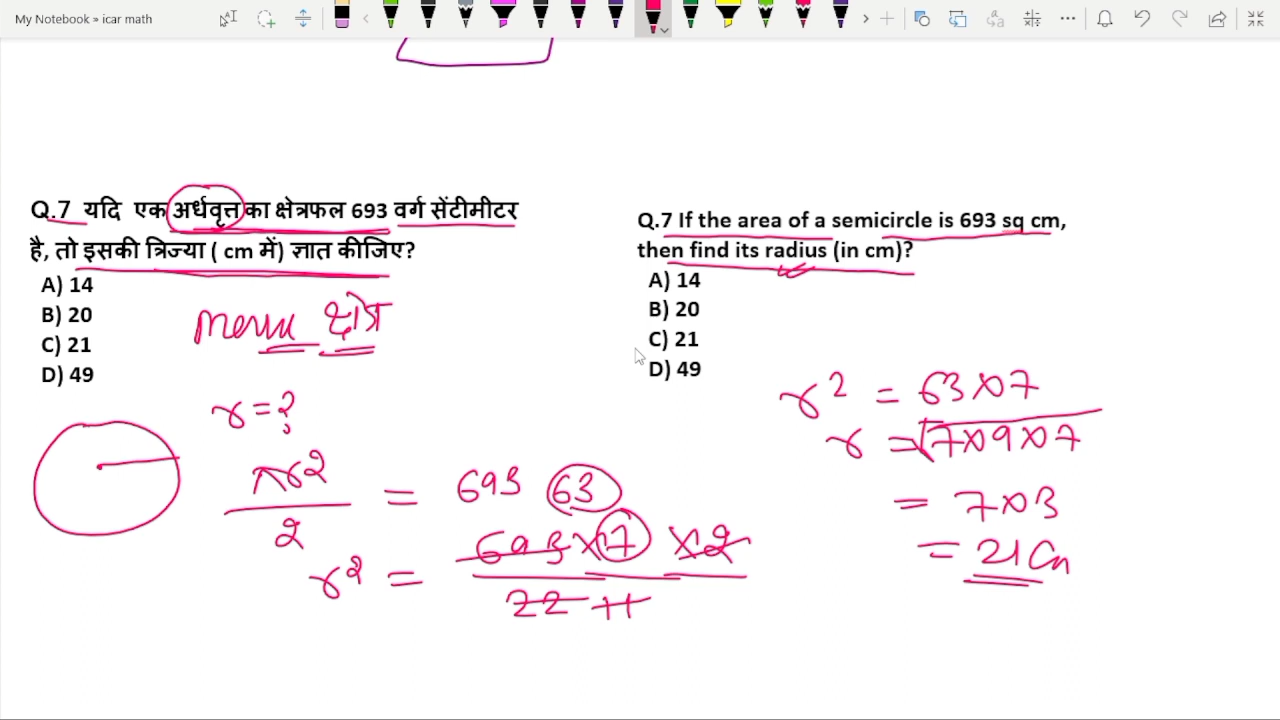 My Notebook » icar math
Q.7 यदि एक अर्धवृत्त का क्षेत्रफल 693 वर्ग सेंटीमीटर
है, तो इसकी त्रिज्या ( cm में) ज्ञात कीजिए?
A) 14
B) 20
C) 21
D) 49
r = ?
πr2
2
= 693 63
r2 = 693 × 7 × 2
22 11
Q.7 If the area of a semicircle is 693 sq cm,
then find its radius (in cm)?
A) 14
B) 20
C) 21
D) 49
r2 = 63×7
r = √7×9×7
= 7×3
= 21 Cm